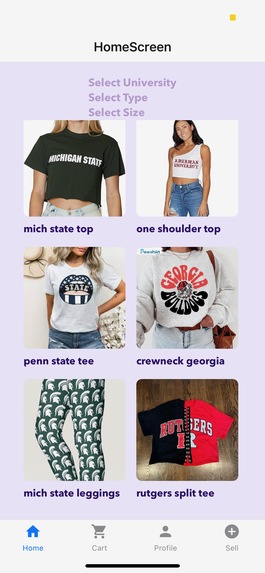 HomeScreen
Select University
Select Type
Select Size
MICHIGAN STATE
UNIVERSITY
mich state top
one shoulder top
STATE
GEORGIA
BULLDOGS
penn state tee
crewneck georgia
RUTGERS
R
mich state leggings
rutgers split tee
Home
Cart
Profile
Sell